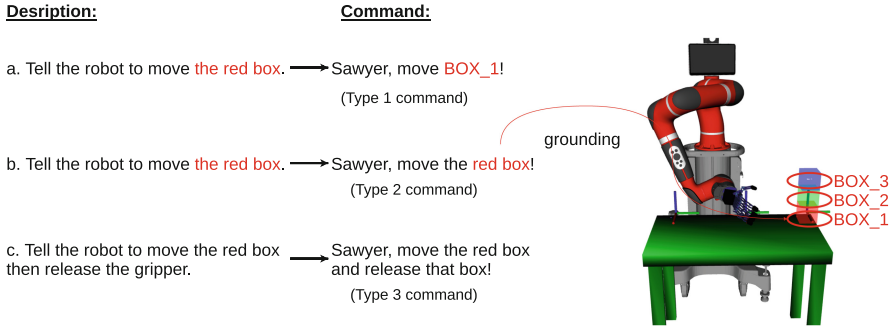 Desription:
Command:
a. Tell the robot to move the red box.
Sawyer, move BOX_1!
(Type 1 command)
grounding
b. Tell the robot to move the red box.
Sawyer, move the red box!
(Type 2 command)
c. Tell the robot to move the red box
then release the gripper.
Sawyer, move the red box
and release that box!
(Type 3 command)
BOX_3
BOX_2
BOX_1